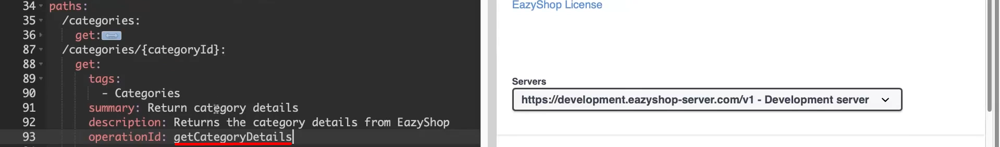 34 paths:
35 /categories:
36 get:
87 /categories/{categoryId}:
88 get:
89 tags:
90 - Categories
91 summary: Return category details
92 description: Returns the category details from EazyShop
93 operationId: getCategoryDetails
EazyShop License
Servers
https://development.eazyshop-server.com/v1 - Development server